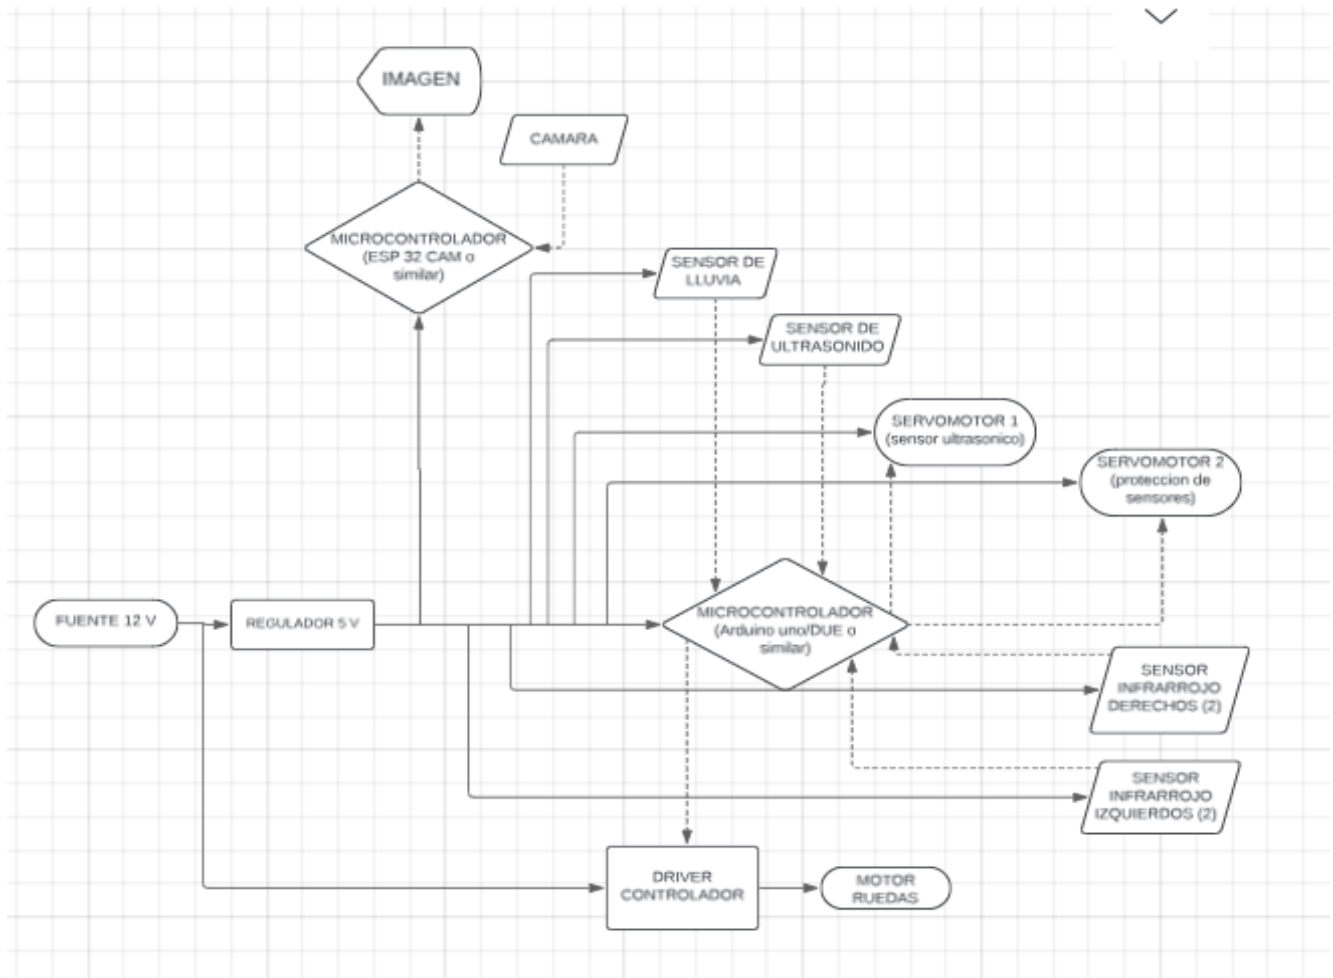 IMAGEN
CAMARA
MICROCONTROLADOR
(ESP 32 CAM o
similar)
SENSOR DE
LLUVIA
SENSOR DE
ULTRASONIDO
SERVOMOTOR 1
(sensor ultrasonico)
SERVOMOTOR 2
(proteccion de
sensores)
FUENTE 12 V
REGULADOR 5 V
MICROCONTROLADOR
(Arduino uno/DUE o
similar)
SENSOR
INFRARROJO
DERECHOS (2)
SENSOR
INFRARROJO
IZQUIERDOS (2)
DRIVER
CONTROLADOR
MOTOR
RUEDAS